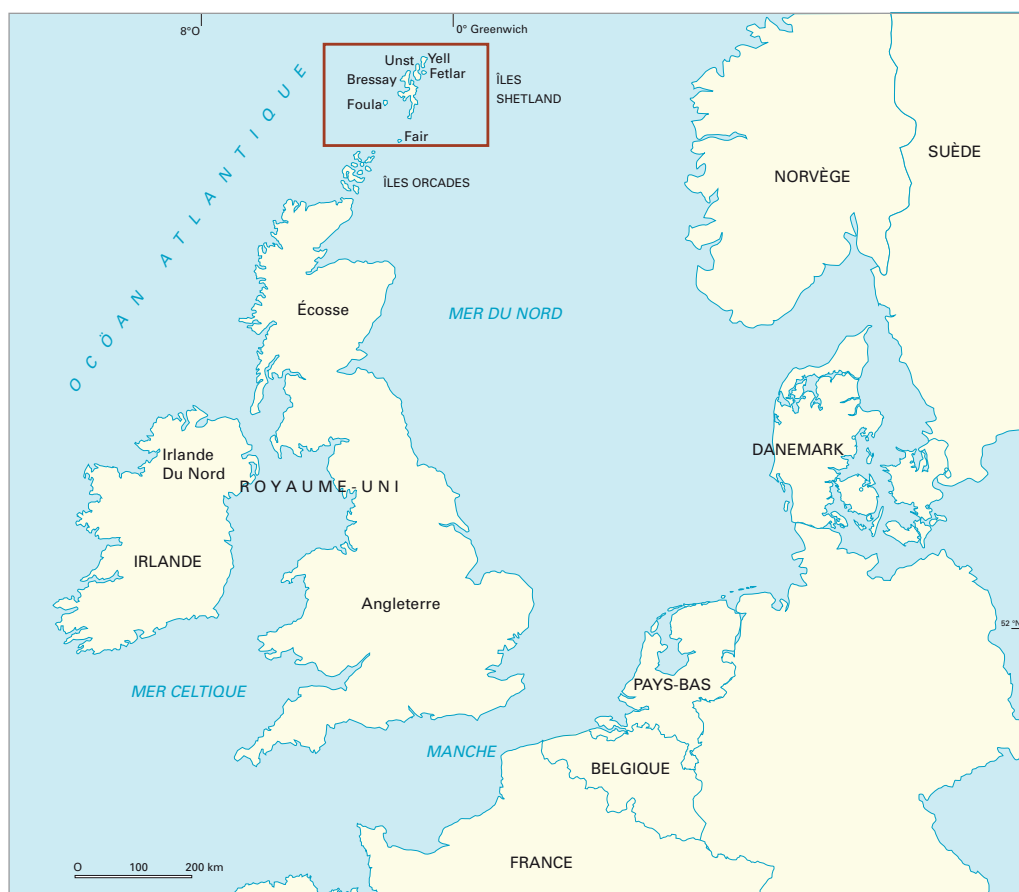 8°O
0° Greenwich
Unst
Yell
Bressay
Fetlar
ÎLES
SHETLAND
Foula
Fair
ÎLES ORCADES
OCÖAN ATLANTIQUE
NORVÈGE
SUÈDE
Écosse
MER DU NORD
DANEMARK
Irlande
Du Nord
ROYAUME-UNI
IRLANDE
Angleterre
52 °N
PAYS-BAS
MER CELTIQUE
MANCHE
BELGIQUE
FRANCE
O 100 200 km